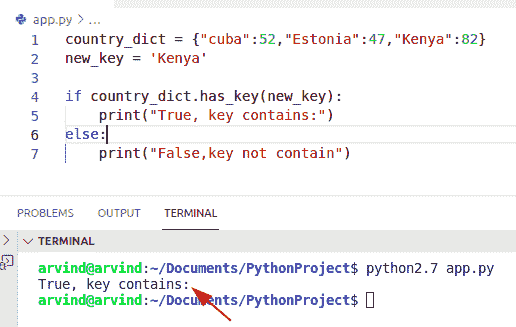 app.py > ...
1 country_dict = {"cuba":52,"Estonia":47,"Kenya":82}
2 new_key = 'Kenya'
3
4 if country_dict.has_key(new_key):
5 print("True, key contains:")
6 else:
7 print("False,key not contain")
PROBLEMS OUTPUT TERMINAL
TERMINAL
arvind@arvind:~/Documents/PythonProject$ python2.7 app.py
True, key contains:
arvind@arvind:~/Documents/PythonProject$